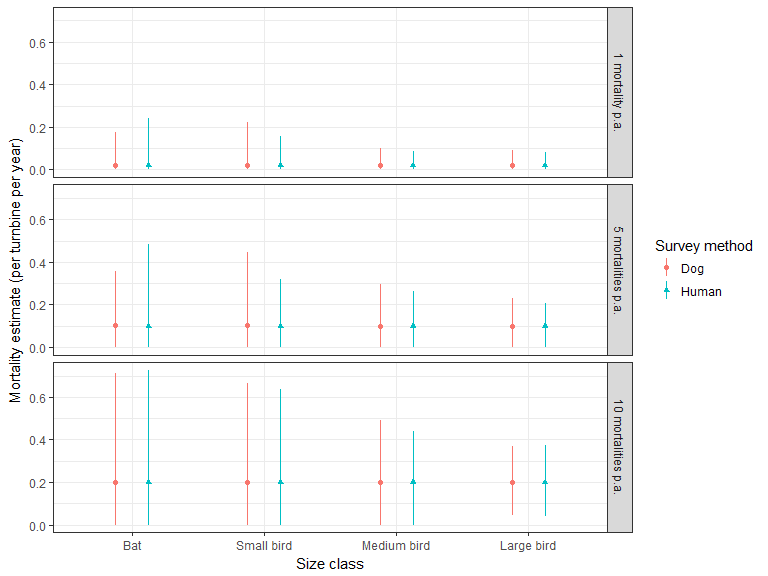 Mortality estimate (per turnbine per year)
0.6
0.4
0.2
0.0
1 mortality p.a.
0.6
0.4
0.2
0.0
5 mortalities p.a.
0.6
0.4
0.2
0.0
10 mortalities p.a.
Bat Small bird Medium bird Large bird
Size class
Survey method
Dog
Human